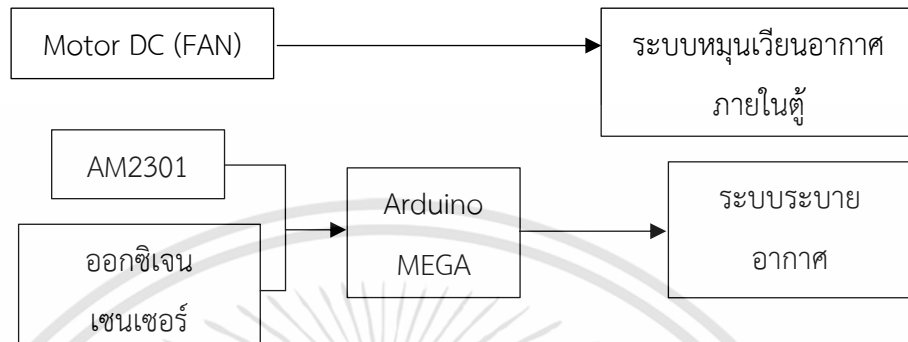 Motor DC (FAN)
ระบบหมุนเวียนอากาศ
ภายในตู้
AM2301
ออกซิเจน
เซนเซอร์
Arduino
MEGA
ระบบระบาย
อากาศ